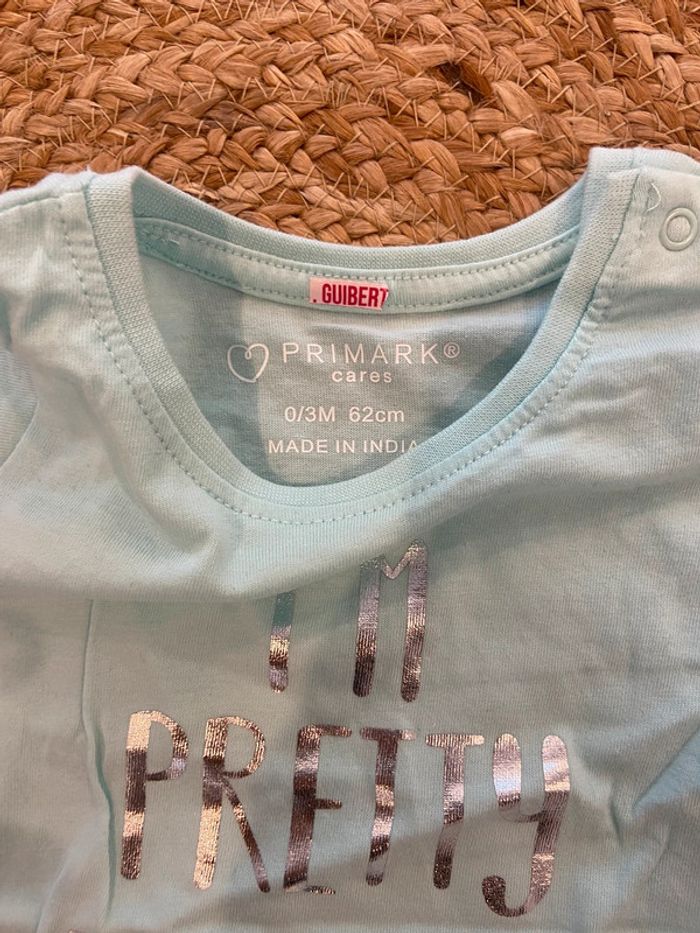 . GUIBERT
PRIMARK®
cares
0/3M 62cm
MADE IN INDIA
I'M
PRETTY